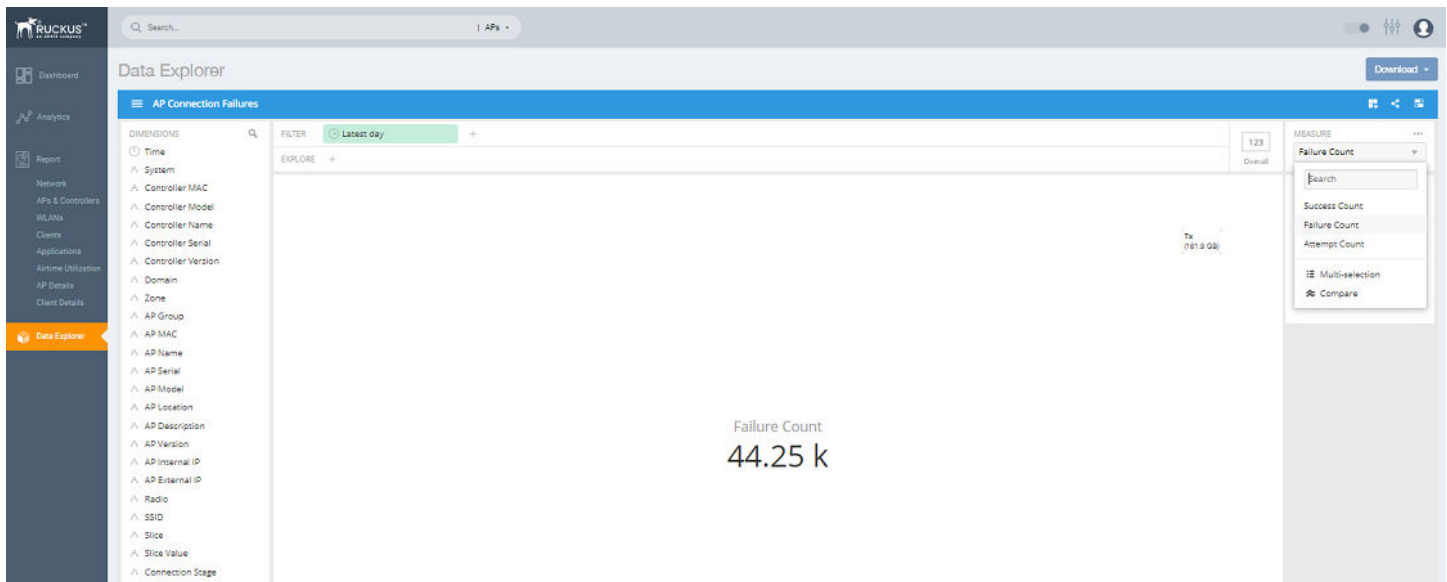 RUCKUS™
Search...
| APs
Dashboard
Analytics
Report
Network
APs & Controllers
WLANs
Clients
Applications
Airtime Utilization
AP Details
Client Details
Data Explorer
Data Explorer
Download
AP Connection Failures
DIMENSIONS
Time
System
Controller MAC
Controller Model
Controller Name
Controller Serial
Controller Version
Domain
Zone
AP Group
AP MAC
AP Name
AP Serial
AP Model
AP Location
AP Description
AP Version
AP Internal IP
AP External IP
Radio
SSID
Slice
Slice Value
Connection Stage
FILTER Latest day +
EXPLORE +
Tx
(161.9 GB)
Failure Count
44.25 k
123
Overall
MEASURE ...
Failure Count
Search
Success Count
Failure Count
Attempt Count
Multi-selection
Compare